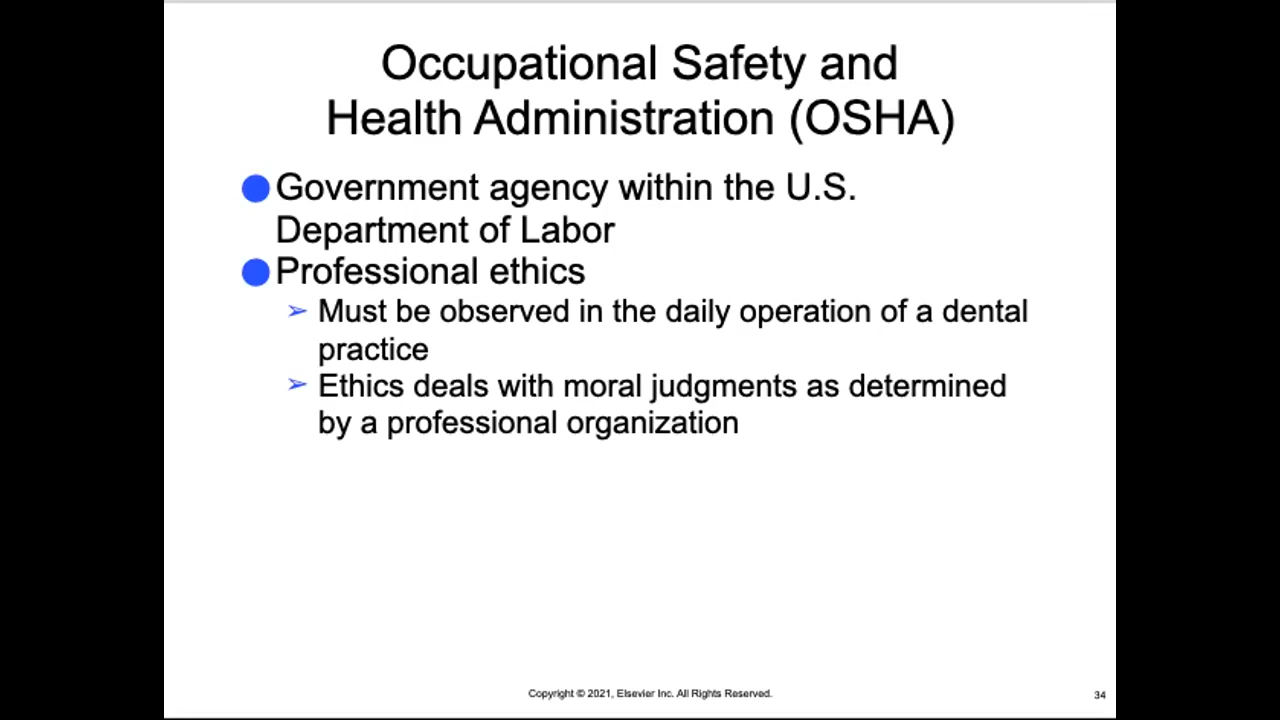 Occupational Safety and
Health Administration (OSHA)
● Government agency within the U.S.
Department of Labor
● Professional ethics
➢ Must be observed in the daily operation of a dental
practice
➢ Ethics deals with moral judgments as determined
by a professional organization
Copyright © 2021, Elsevier Inc. All Rights Reserved.
34